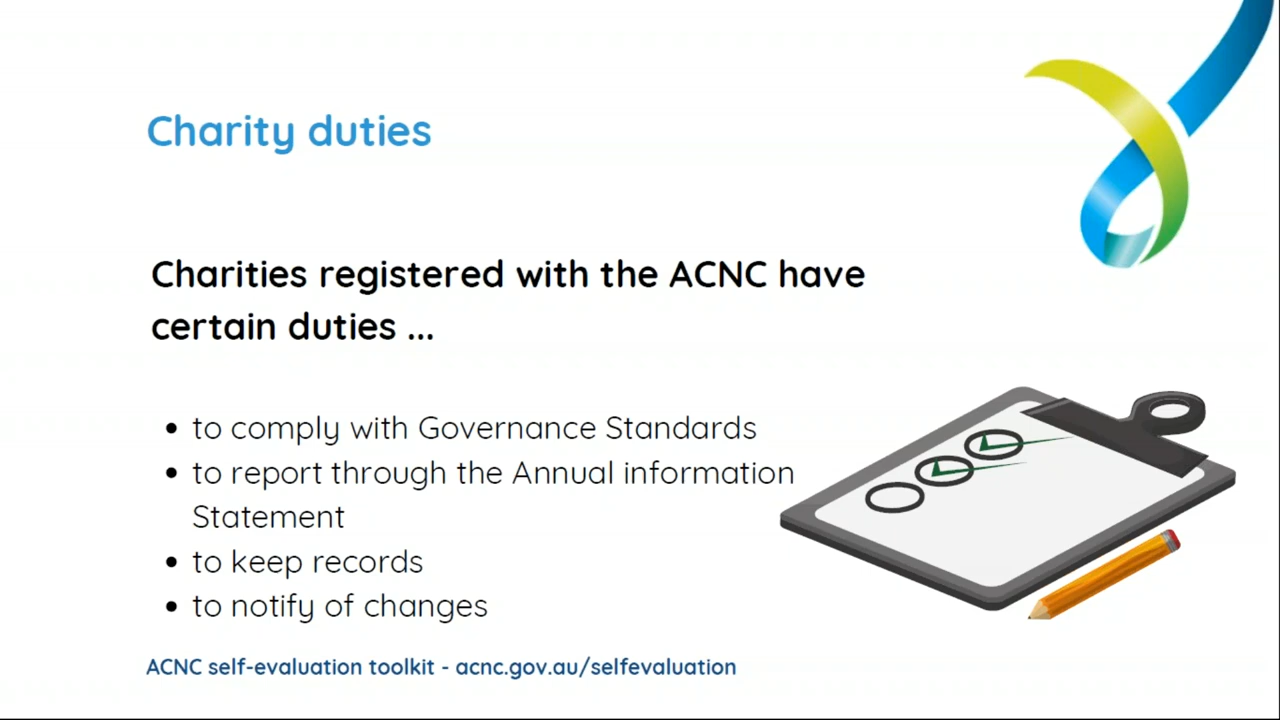 Charity duties
Charities registered with the ACNC have
certain duties ...
• to comply with Governance Standards
• to report through the Annual information
Statement
• to keep records
• to notify of changes
ACNC self-evaluation toolkit - acnc.gov.au/selfevaluation